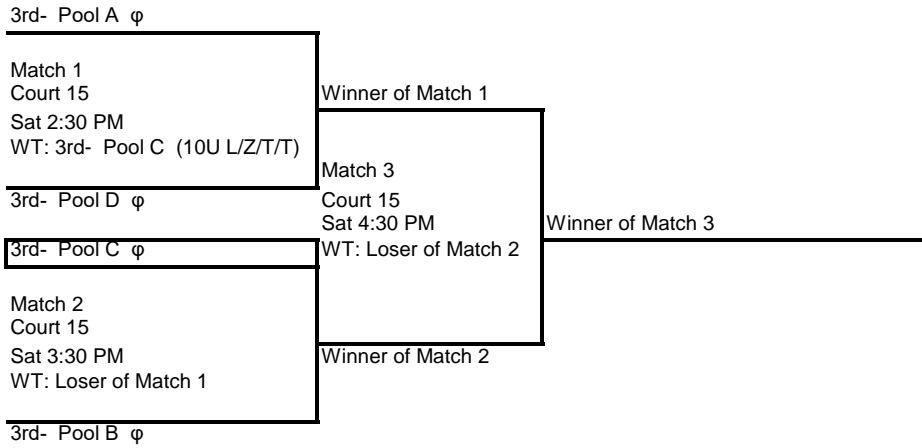 3rd- Pool A φ
Match 1
Court 15
Sat 2:30 PM
WT: 3rd- Pool C (10U L/Z/T/T)
3rd- Pool D φ
Winner of Match 1
Match 3
Court 15
Sat 4:30 PM
WT: Loser of Match 2
Winner of Match 3
3rd- Pool C φ
Match 2
Court 15
Sat 3:30 PM
WT: Loser of Match 1
Winner of Match 2
3rd- Pool B φ